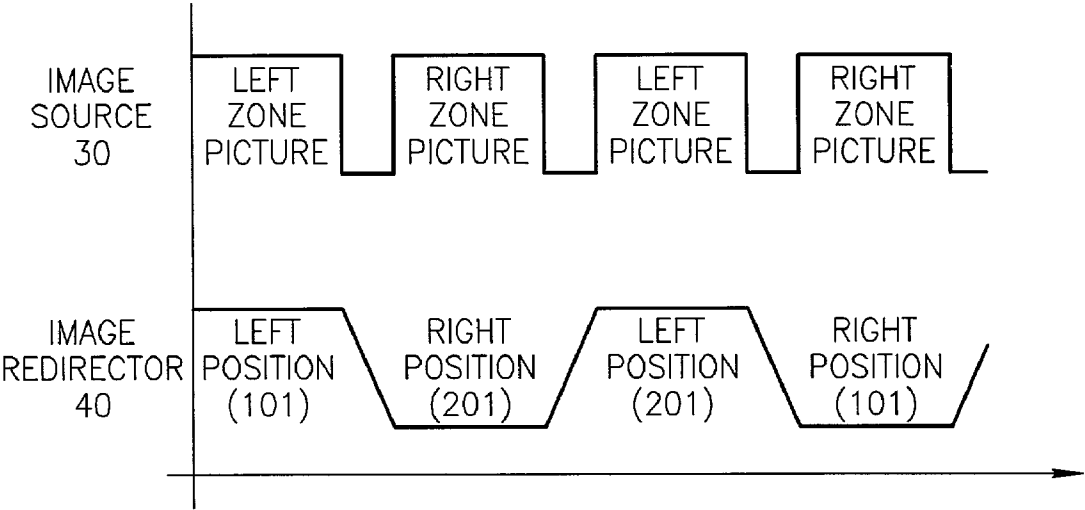 IMAGE
SOURCE
30
LEFT
ZONE
PICTURE
RIGHT
ZONE
PICTURE
LEFT
ZONE
PICTURE
RIGHT
ZONE
PICTURE
IMAGE
REDIRECTOR
40
LEFT
POSITION
(101)
RIGHT
POSITION
(201)
LEFT
POSITION
(201)
RIGHT
POSITION
(101)